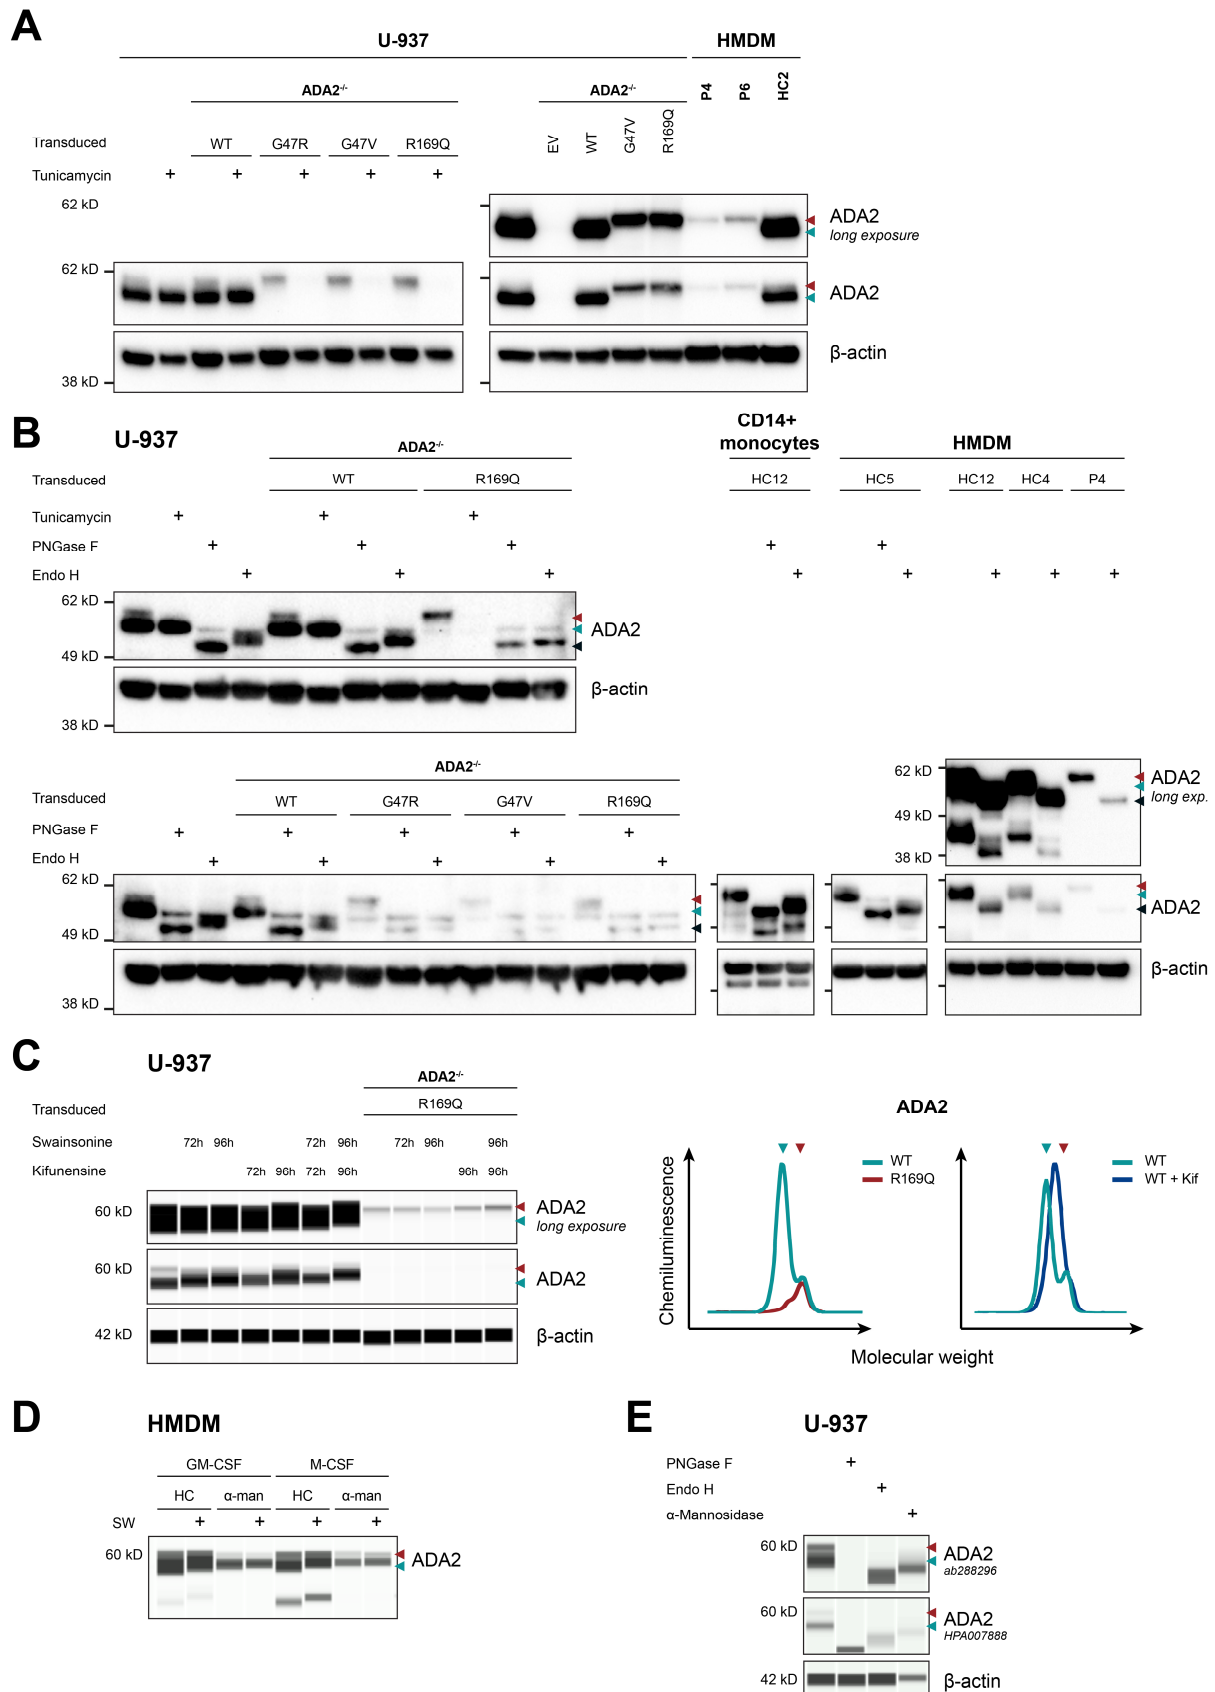 A
U-937
HMDM
ADA2-/-
ADA2-/-
P4
P6
HC2
Transduced
WT
G47R
G47V
R169Q
EV
WT
G47V
R169Q
Tunicamycin
+
+
+
+
+
62 kD
ADA2
long exposure
62 kD
ADA2
β-actin
38 kD
B
U-937
ADA2-/-
CD14+
monocytes
HMDM
Transduced
WT
R169Q
HC12
HC5
HC12
HC4
P4
Tunicamycin
+
+
+
PNGase F
+
+
+
+
+
Endo H
+
+
+
+
+
+
+
+
62 kD
ADA2
49 kD
β-actin
38 kD
ADA2-/-
Transduced
WT
G47R
G47V
R169Q
PNGase F
+
+
+
+
+
Endo H
+
+
+
+
+
62 kD
ADA2
long exp.
49 kD
38 kD
62 kD
ADA2
49 kD
β-actin
38 kD
C
U-937
ADA2-/-
Transduced
R169Q
Swainsonine
72h
96h
72h
96h
72h
96h
96h
Kifunensine
72h
96h
72h
96h
96h
96h
60 kD
ADA2
long exposure
60 kD
ADA2
42 kD
β-actin
ADA2
Chemiluminescence
WT
R169Q
WT
WT + Kif
Molecular weight
D
HMDM
GM-CSF
M-CSF
HC
α-man
HC
α-man
SW
+
+
+
+
60 kD
ADA2
E
U-937
PNGase F
+
Endo H
+
α-Mannosidase
+
60 kD
ADA2
ab288296
60 kD
ADA2
HPA007888
42 kD
β-actin